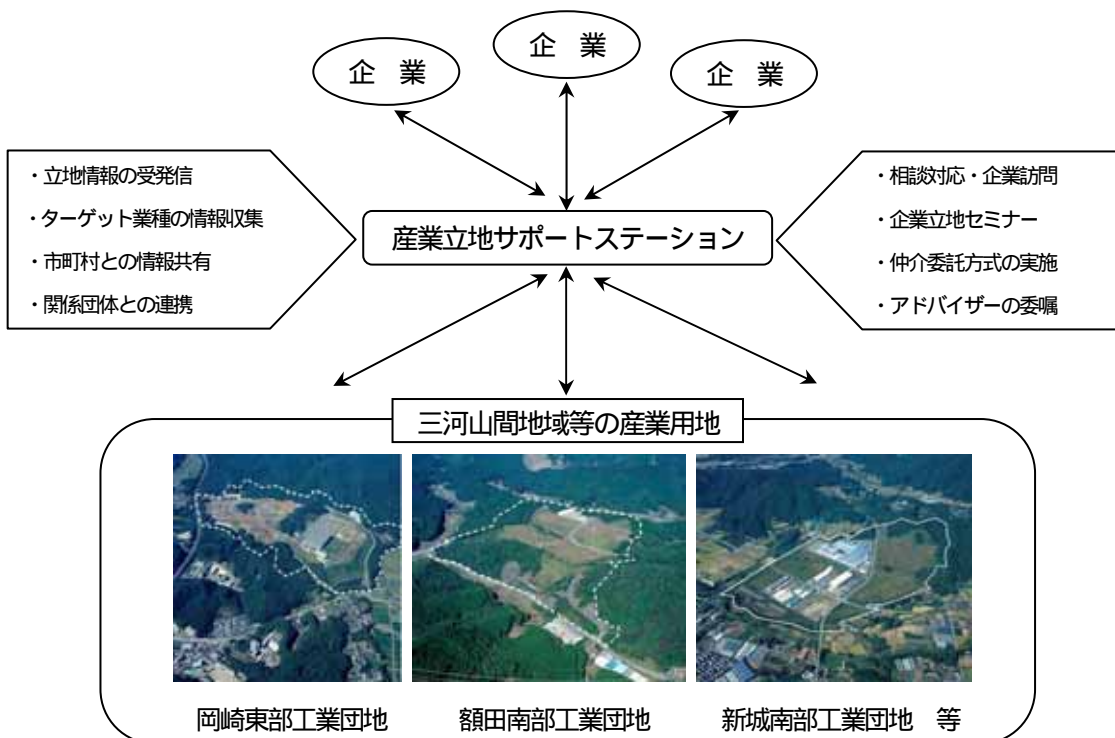 企　業
企　業
企　業
・立地情報の受発信
・ターゲット業種の情報収集
・市町村との情報共有
・関係団体との連携
産業立地サポートステーション
・相談対応・企業訪問
・企業立地セミナー
・仲介委託方式の実施
・アドバイザーの委嘱
三河山間地域等の産業用地
岡崎東部工業団地
額田南部工業団地
新城南部工業団地　等